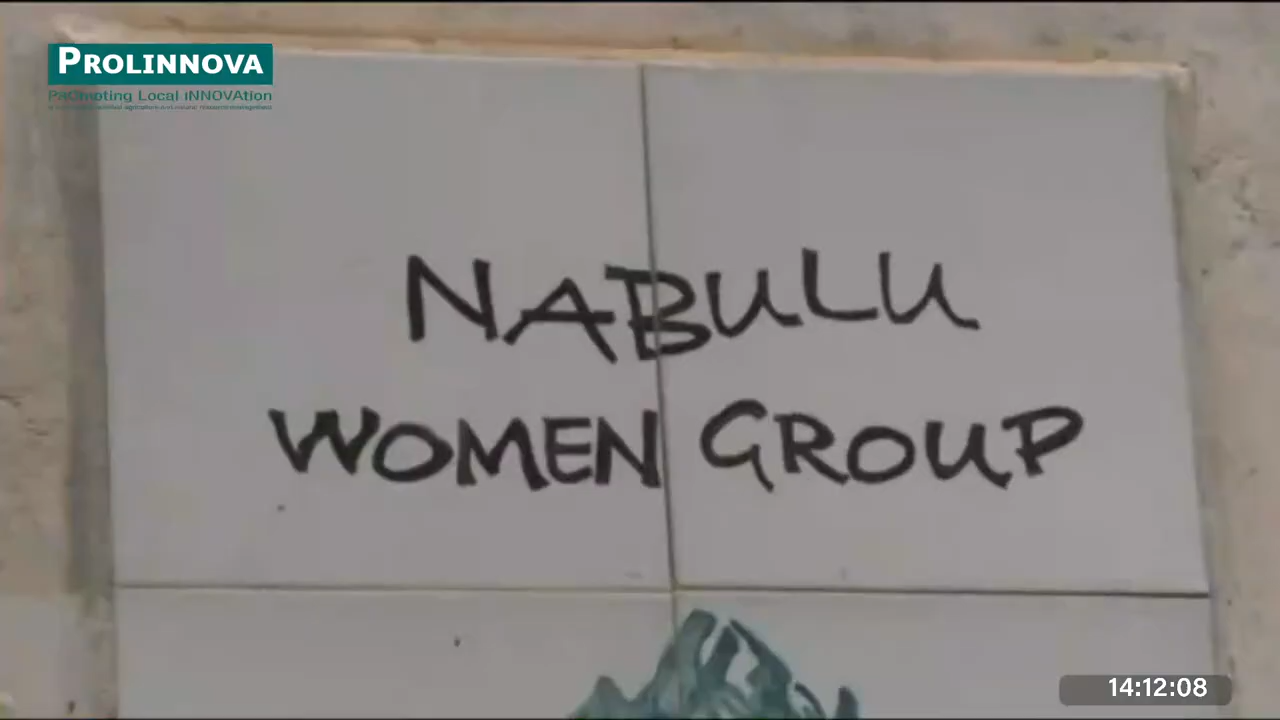 PROLINNOVA
PROmoting Local iNNOVAtion
NABULU
WOMEN GROUP
14:12:08